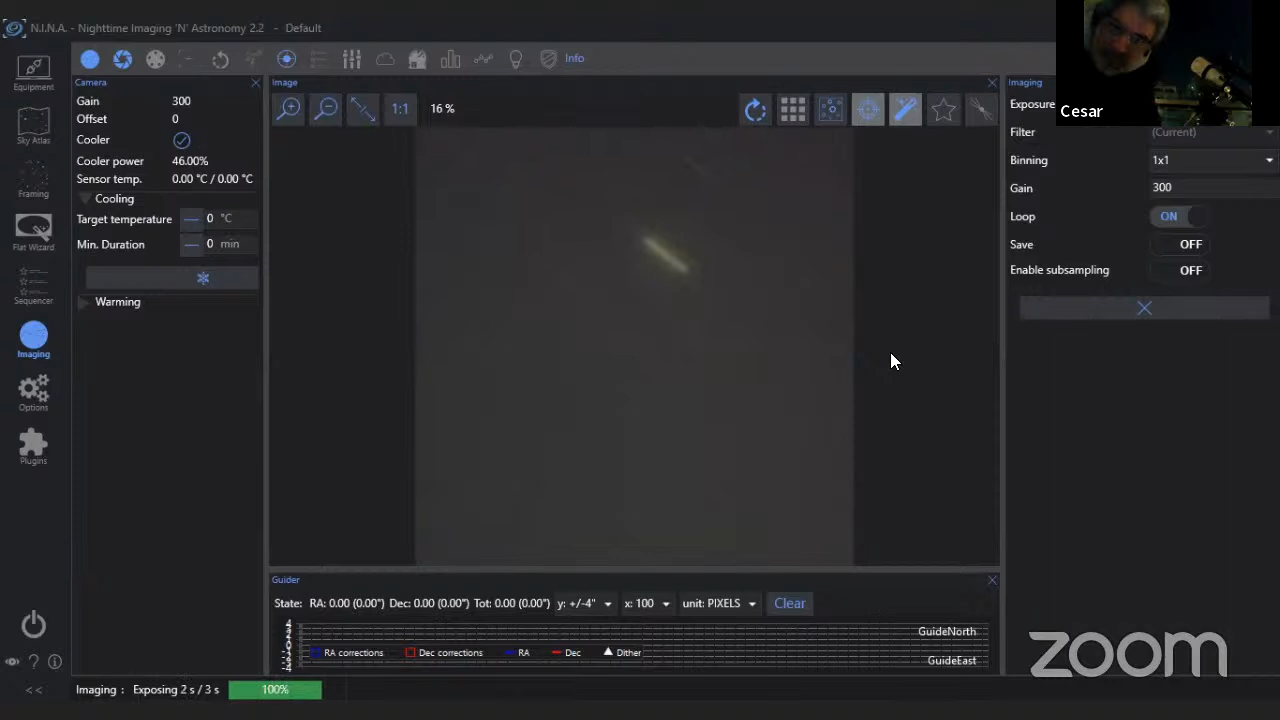 N.I.N.A. - Nighttime Imaging 'N' Astronomy 2.2 - Default
Info
Equipment
Sky Atlas
Framing
Flat Wizard
Sequencer
Imaging
Options
Plugins
<<
Camera
Gain 300
Offset 0
Cooler
Cooler power 46.00%
Sensor temp. 0.00 °C / 0.00 °C
Cooling
Target temperature 0 °C
Min. Duration 0 min
Warming
Image
1:1 16 %
Imaging
Exposure
Filter (Current)
Binning 1x1
Gain 300
Loop ON
Save OFF
Enable subsampling OFF
Cesar
Guider
State: RA: 0.00 (0.00") Dec: 0.00 (0.00") Tot: 0.00 (0.00") y: +/-4" x: 100 unit: PIXELS Clear
4
2
0
GuideNorth
RA corrections Dec corrections RA Dec Dither
GuideEast
Imaging : Exposing 2 s / 3 s 100%
zoom